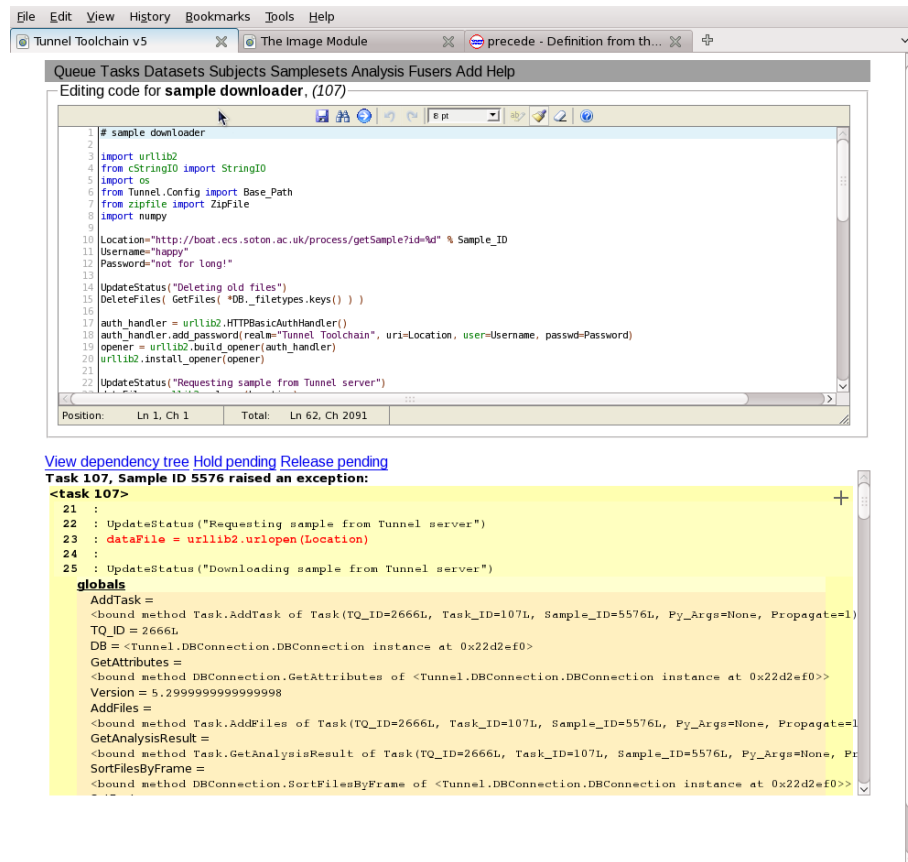 File Edit View History Bookmarks Tools Help
Tunnel Toolchain v5 The Image Module precede - Definition from th...
Queue Tasks Datasets Subjects Samplesets Analysis Fusers Add Help
Editing code for sample downloader, (107)
8 pt
1 # sample downloader
2
3 import urllib2
4 from cStringIO import StringIO
5 import os
6 from Tunnel.Config import Base_Path
7 from zipfile import ZipFile
8 import numpy
9
10 Location="http://boat.ecs.soton.ac.uk/process/getSample?id=%d" % Sample_ID
11 Username="happy"
12 Password="not for long!"
13
14 UpdateStatus("Deleting old files")
15 DeleteFiles( GetFiles( *DB._filetypes.keys() ) )
16
17 auth_handler = urllib2.HTTPBasicAuthHandler()
18 auth_handler.add_password(realm="Tunnel Toolchain", uri=Location, user=Username, passwd=Password)
19 opener = urllib2.build_opener(auth_handler)
20 urllib2.install_opener(opener)
21
22 UpdateStatus("Requesting sample from Tunnel server")
Position: Ln 1, Ch 1 Total: Ln 62, Ch 2091
View dependency tree Hold pending Release pending
Task 107, Sample ID 5576 raised an exception:
<task 107>
21 :
22 : UpdateStatus("Requesting sample from Tunnel server")
23 : dataFile = urllib2.urlopen(Location)
24 :
25 : UpdateStatus("Downloading sample from Tunnel server")
globals
AddTask =
<bound method Task.AddTask of Task(TQ_ID=2666L, Task_ID=107L, Sample_ID=5576L, Py_Args=None, Propagate=1)
TQ_ID = 2666L
DB = <Tunnel.DBConnection.DBConnection instance at 0x22d2ef0>
GetAttributes =
<bound method DBConnection.GetAttributes of <Tunnel.DBConnection.DBConnection instance at 0x22d2ef0>>
Version = 5.2999999999999998
AddFiles =
<bound method Task.AddFiles of Task(TQ_ID=2666L, Task_ID=107L, Sample_ID=5576L, Py_Args=None, Propagate=1
GetAnalysisResult =
<bound method Task.GetAnalysisResult of Task(TQ_ID=2666L, Task_ID=107L, Sample_ID=5576L, Py_Args=None, Pr
SortFilesByFrame =
<bound method DBConnection.SortFilesByFrame of <Tunnel.DBConnection.DBConnection instance at 0x22d2ef0>>